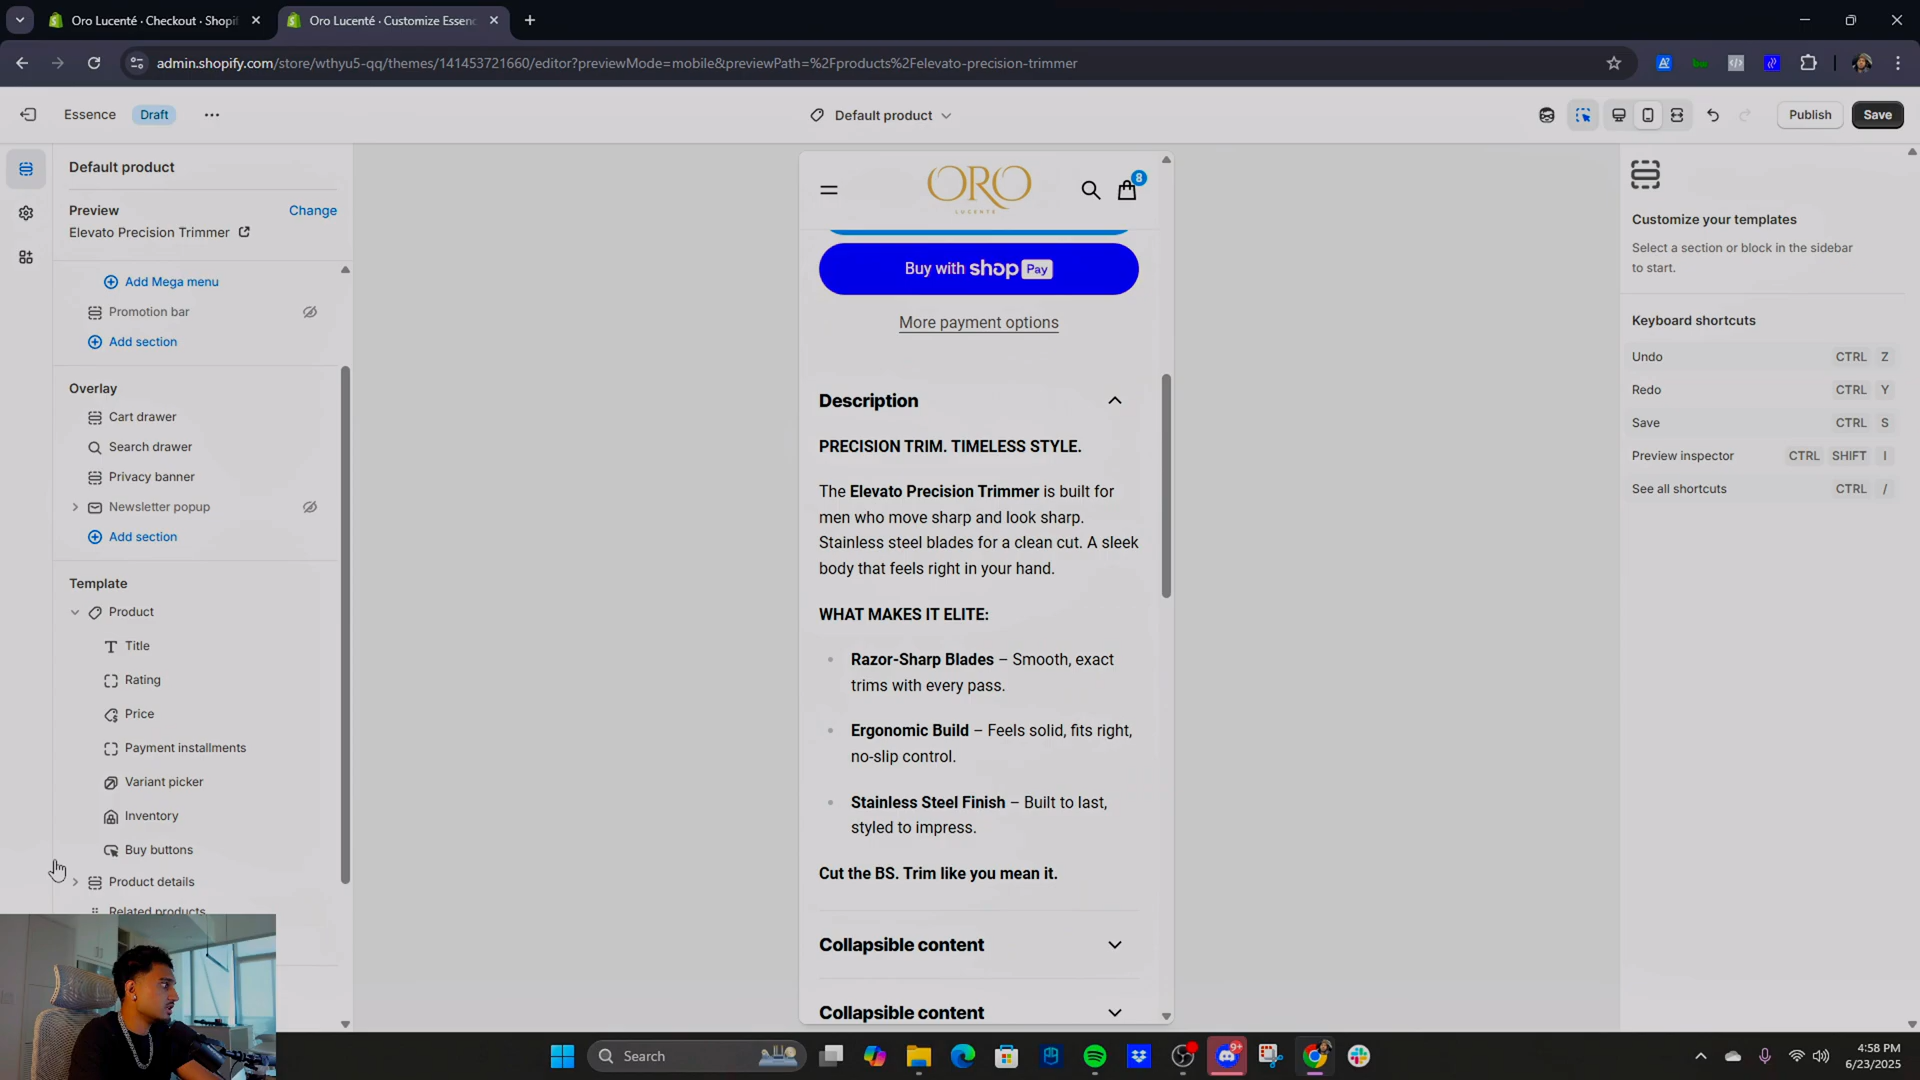 Oro Lucenté · Checkout · Shopif
Oro Lucenté · Customize Essenc
admin.shopify.com/store/wthyu5-qq/themes/141453721660/editor?previewMode=mobile&previewPath=%2Fproducts%2Felevato-precision-trimmer
Essence
Draft
Default product
Publish
Save
Default product
Preview
Change
Elevato Precision Trimmer
Add Mega menu
Promotion bar
Add section
Overlay
Cart drawer
Search drawer
Privacy banner
Newsletter popup
Add section
Template
Product
Title
Rating
Price
Payment installments
Variant picker
Inventory
Buy buttons
Product details
Related products
ORO
LUCENTÉ
8
Buy with shop Pay
More payment options
Description
PRECISION TRIM. TIMELESS STYLE.
The Elevato Precision Trimmer is built for
men who move sharp and look sharp.
Stainless steel blades for a clean cut. A sleek
body that feels right in your hand.
WHAT MAKES IT ELITE:
Razor-Sharp Blades – Smooth, exact
trims with every pass.
Ergonomic Build – Feels solid, fits right,
no-slip control.
Stainless Steel Finish – Built to last,
styled to impress.
Cut the BS. Trim like you mean it.
Collapsible content
Collapsible content
Customize your templates
Select a section or block in the sidebar
to start.
Keyboard shortcuts
Undo CTRL Z
Redo CTRL Y
Save CTRL S
Preview inspector CTRL SHIFT I
See all shortcuts CTRL /
Search
9+
4:58 PM
6/23/2025